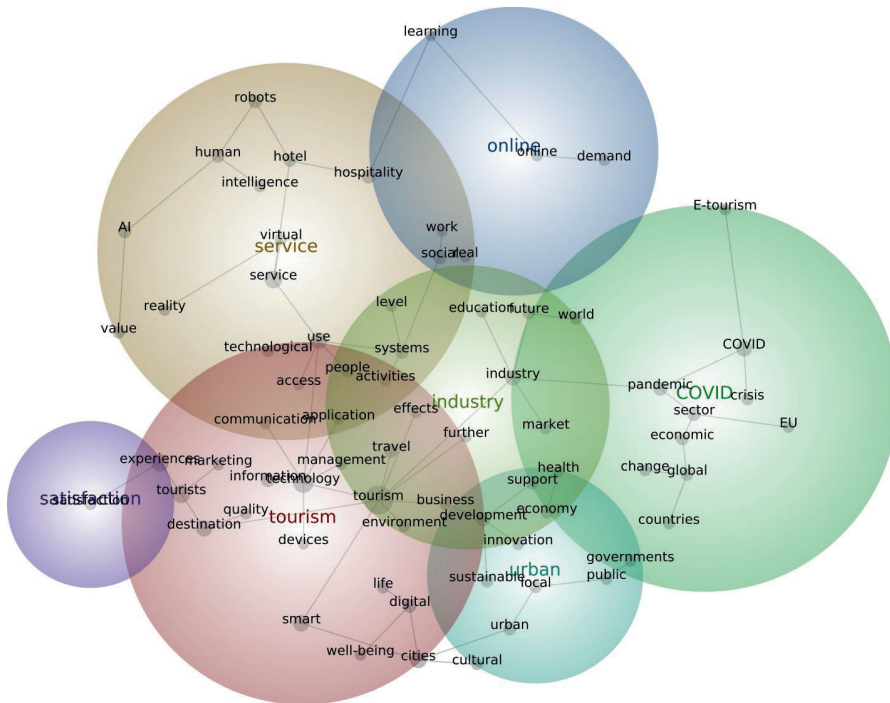 learning
robots
online
online
demand
human
hotel
intelligence
hospitality
E-tourism
AI
virtual
service
work
social
real
service
reality
value
level
education
future
world
use
technological
systems
people
access
activities
industry
COVID
pandemic
COVID
crisis
industry
sector
EU
communication
application
effects
further
market
economic
travel
experiences
marketing
information
technology
management
health
change
global
satisfaction
satisfaction
tourists
tourism
business
support
quality
tourism
destination
environment
development
economy
countries
devices
innovation
governments
urban
life
sustainable
local
public
digital
smart
urban
well-being
cities
cultural